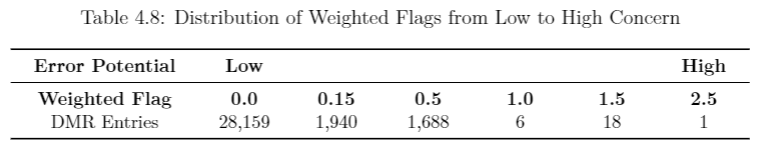 Table 4.8: Distribution of Weighted Flags from Low to High Concern
Error Potential Low High
Weighted Flag 0.0 0.15 0.5 1.0 1.5 2.5
DMR Entries 28,159 1,940 1,688 6 18 1